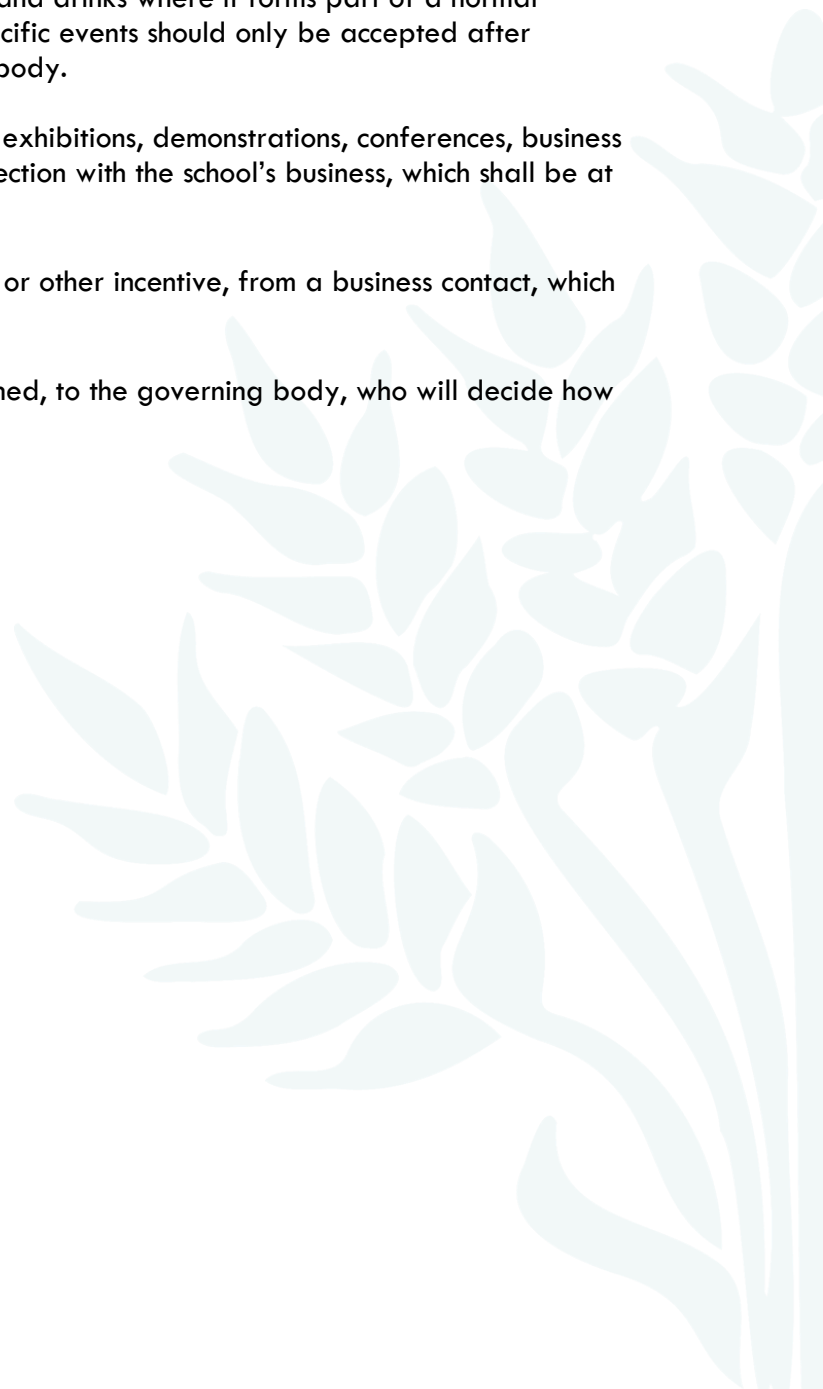 and drinks where it forms part of a normal
cific events should only be accepted after
body.
exhibitions, demonstrations, conferences, business
ection with the school's business, which shall be at
or other incentive, from a business contact, which
ned, to the governing body, who will decide how